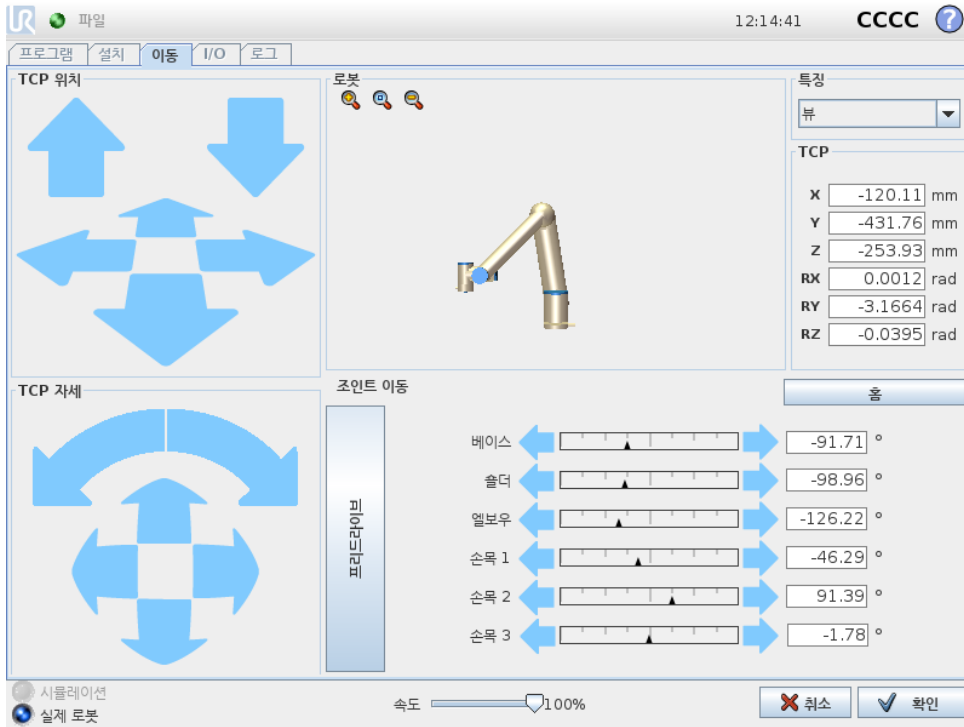 UR 파일 12:14:41 CCCC ?
프로그램 설치 이동 I/O 로그
TCP 위치
로봇
특징
뷰
TCP
X -120.11 mm
Y -431.76 mm
Z -253.93 mm
RX 0.0012 rad
RY -3.1664 rad
RZ -0.0395 rad
TCP 자세
조인트 이동
홈
프리드라이브
베이스 -91.71 °
숄더 -98.96 °
엘보우 -126.22 °
손목 1 -46.29 °
손목 2 91.39 °
손목 3 -1.78 °
시뮬레이션
실제 로봇
속도 100%
취소
확인